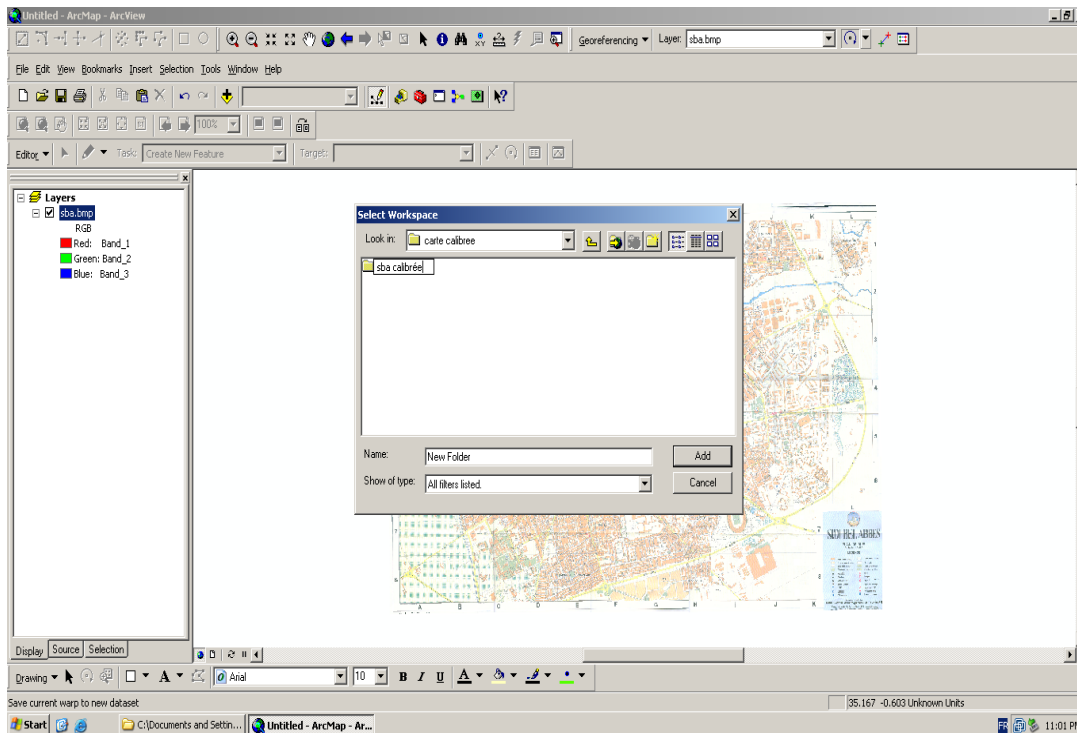 Untitled - ArcMap - ArcView
Georeferencing Layer: sba.bmp
File Edit View Bookmarks Insert Selection Tools Window Help
100%
Editor Task: Create New Feature Target:
Layers
sba.bmp
RGB
Red: Band_1
Green: Band_2
Blue: Band_3
Select Workspace
Look in: carte calibree
sba calibrée
Name: New Folder Add
Show of type: All filters listed. Cancel
SIDI BEL ABBES
Display Source Selection
Drawing A Arial 10 B I U A
Save current warp to new dataset 35.167 -0.603 Unknown Units
Start C:\Documents and Settin... Untitled - ArcMap - Ar... FR 11:01 PM